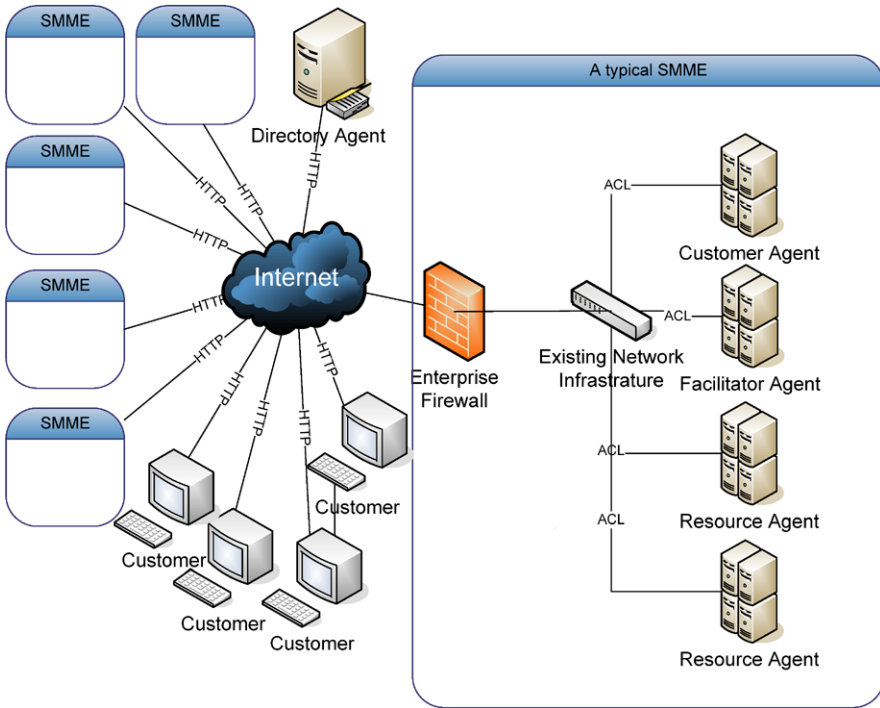 SMME
SMME
Directory Agent
A typical SMME
SMME
SMME
SMME
HTTP
HTTP
HTTP
HTTP
HTTP
HTTP
Internet
HTTP
HTTP
HTTP
HTTP
Customer
Customer
Customer
Customer
Enterprise
Firewall
Existing Network
Infrastrature
ACL
Customer Agent
ACL
Facilitator Agent
ACL
Resource Agent
ACL
Resource Agent